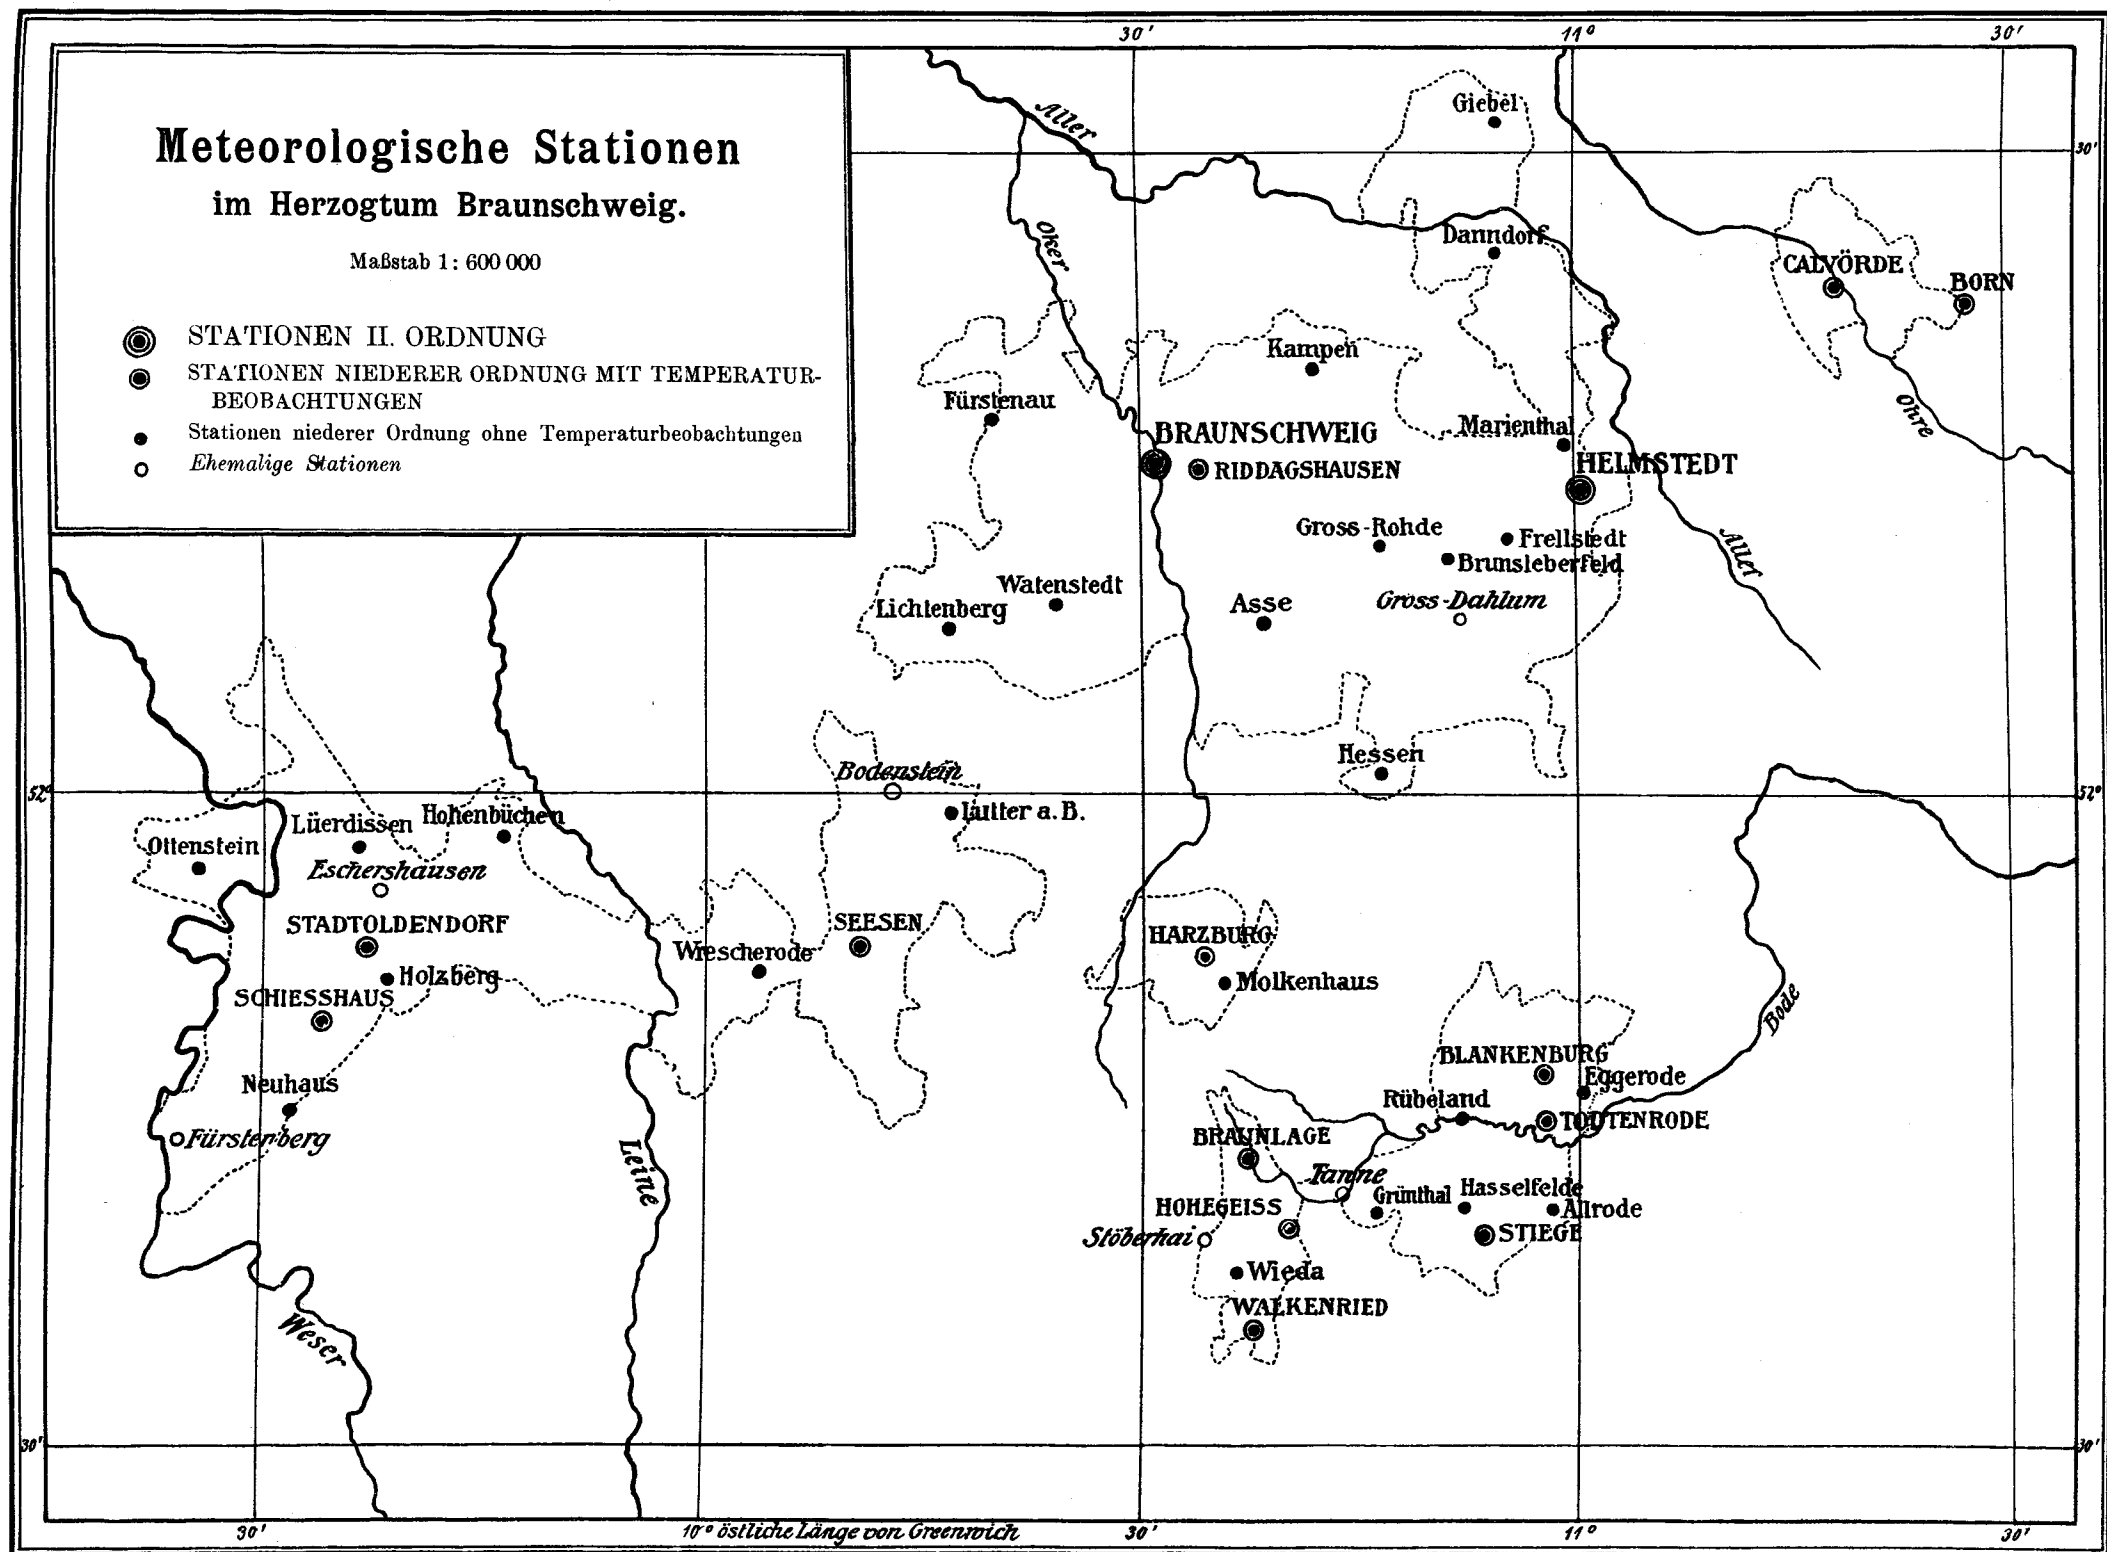 30'
11°
30'
Meteorologische Stationen
im Herzogtum Braunschweig.
Maßstab 1: 600 000
STATIONEN II. ORDNUNG
STATIONEN NIEDERER ORDNUNG MIT TEMPERATUR-
BEOBACHTUNGEN
Stationen niederer Ordnung ohne Temperaturbeobachtungen
Ehemalige Stationen
Giebel
Aller
30'
Oker
Danndorf
CALVÖRDE
BORN
Kampen
Fürstenau
Ohre
Marienthal
BRAUNSCHWEIG
RIDDAGSHAUSEN
HELMSTEDT
Gross-Rohde
Frellstedt
Brunsleberfeld
Aller
Watenstedt
Lichtenberg
Asse
Gross-Dahlum
Hessen
Bodenstein
52°
52°
Lutter a. B.
Lüerdissen
Hohenbüchen
Ottenstein
Eschershausen
STADTOLDENDORF
SEESEN
HARZBURG
Wrescherode
Holzberg
Molkenhaus
SCHIESSHAUS
Bode
BLANKENBURG
Eggerode
Neuhaus
Rübeland
TODTENRODE
Fürstenberg
BRAUNLAGE
Leine
Tanne
Grünthal
Hasselfelde
Allrode
HOHEGEISS
Stöberhai
STIEGE
Wieda
WALKENRIED
Weser
30'
30'
30'
10° östliche Länge von Greenwich
30'
11°
30'